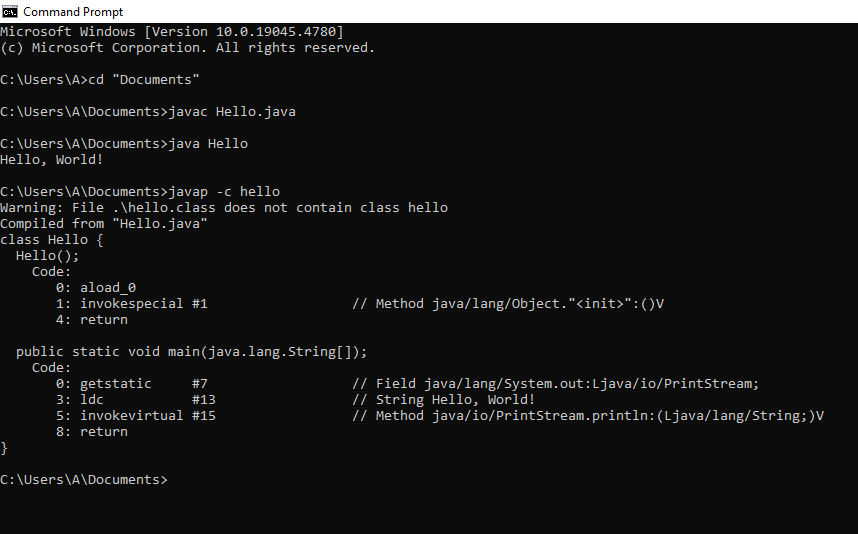 Command Prompt
Microsoft Windows [Version 10.0.19045.4780]
(c) Microsoft Corporation. All rights reserved.
C:\Users\A>cd "Documents"
C:\Users\A\Documents>javac Hello.java
C:\Users\A\Documents>java Hello
Hello, World!
C:\Users\A\Documents>javap -c hello
Warning: File .\hello.class does not contain class hello
Compiled from "Hello.java"
class Hello {
  Hello();
    Code:
       0: aload_0
       1: invokespecial #1                  // Method java/lang/Object."<init>":()V
       4: return
  public static void main(java.lang.String[]);
    Code:
       0: getstatic     #7                  // Field java/lang/System.out:Ljava/io/PrintStream;
       3: ldc           #13                 // String Hello, World!
       5: invokevirtual #15                 // Method java/io/PrintStream.println:(Ljava/lang/String;)V
       8: return
}
C:\Users\A\Documents>